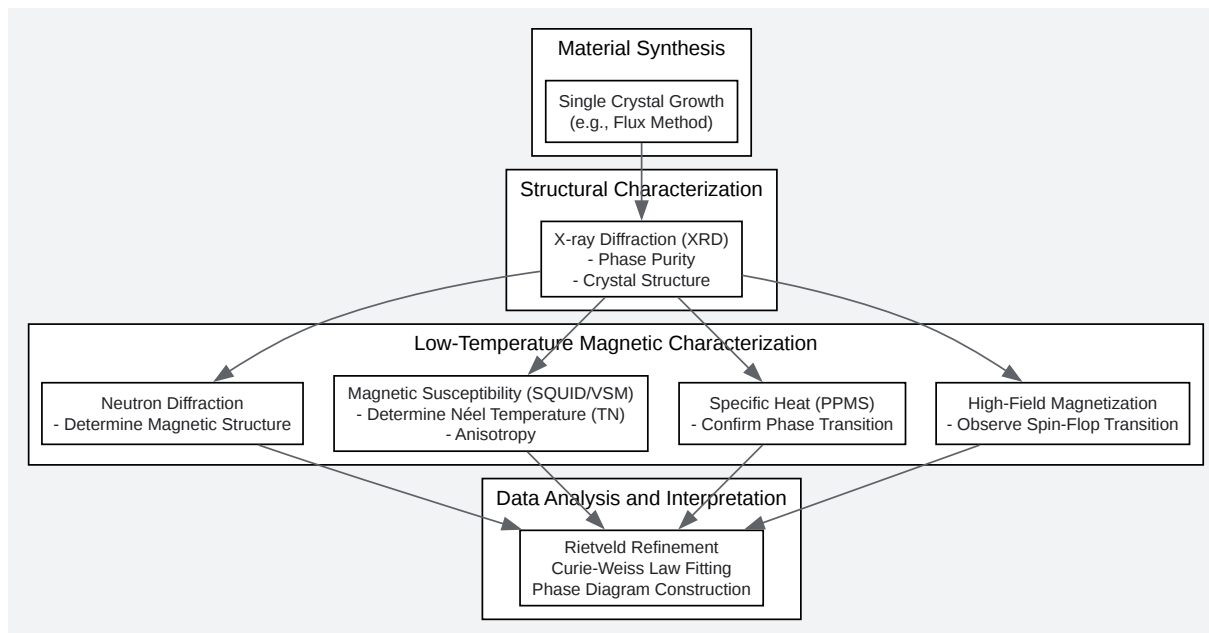 Material Synthesis
Single Crystal Growth
(e.g., Flux Method)
Structural Characterization
X-ray Diffraction (XRD)
- Phase Purity
- Crystal Structure
Low-Temperature Magnetic Characterization
Neutron Diffraction
- Determine Magnetic Structure
Magnetic Susceptibility (SQUID/VSM)
- Determine Néel Temperature (TN)
- Anisotropy
Specific Heat (PPMS)
- Confirm Phase Transition
High-Field Magnetization
- Observe Spin-Flop Transition
Data Analysis and Interpretation
Rietveld Refinement
Curie-Weiss Law Fitting
Phase Diagram Construction